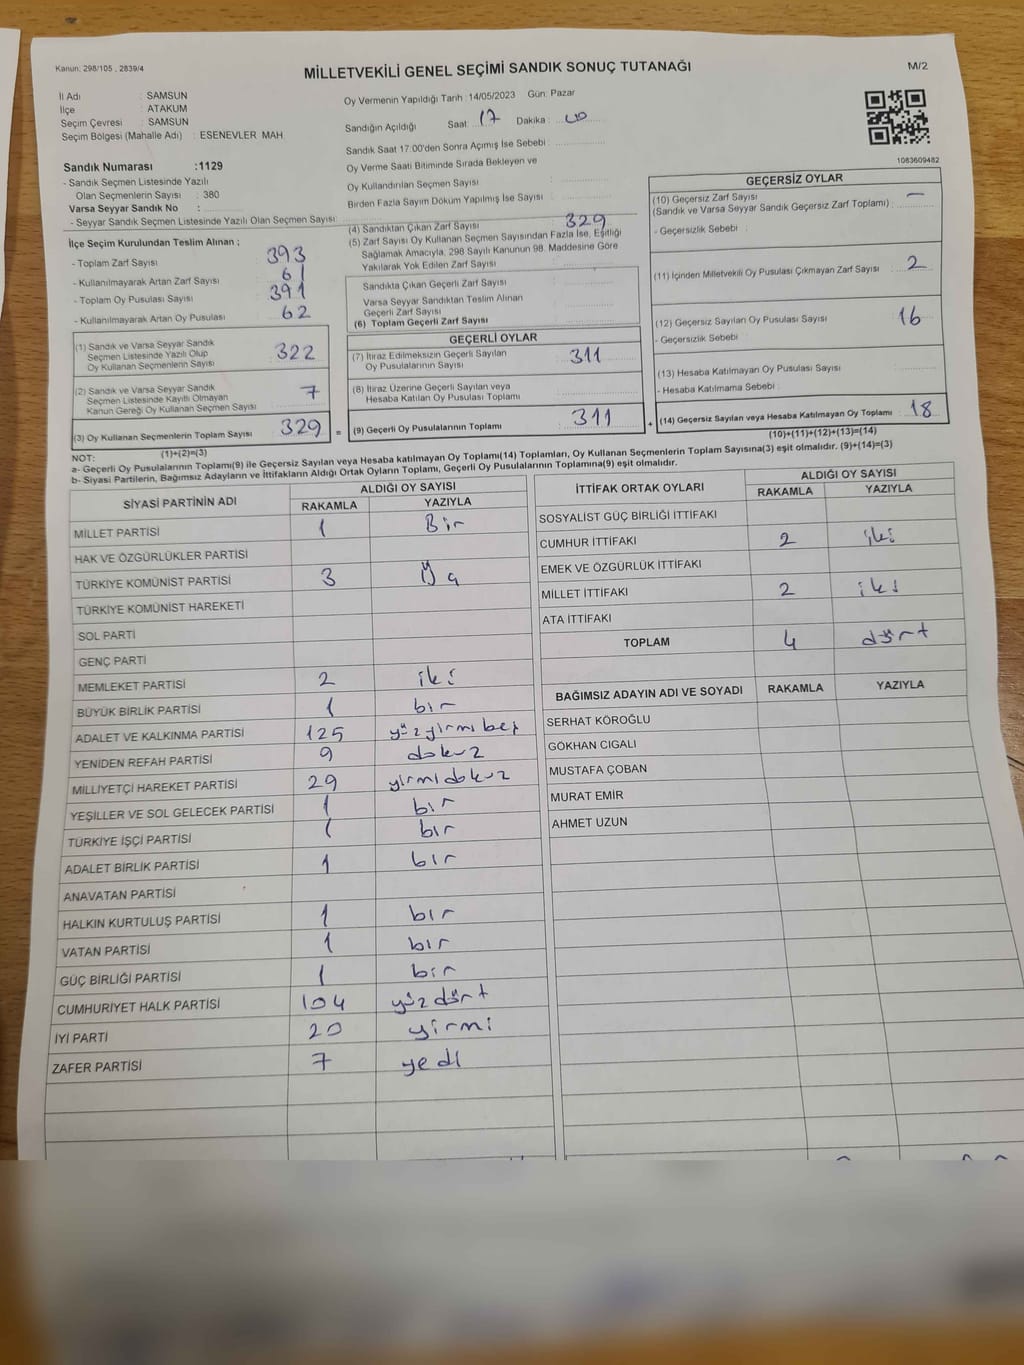 Kanun: 298/105 , 2839/4
MİLLETVEKİLİ GENEL SEÇİMİ SANDIK SONUÇ TUTANAĞI
M/2
İl Adı : SAMSUN
İlçe : ATAKUM
Seçim Çevresi : SAMSUN
Seçim Bölgesi (Mahalle Adı) : ESENEVLER MAH
Sandık Numarası :1129
- Sandık Seçmen Listesinde Yazılı
Olan Seçmenlerin Sayısı : 380
Varsa Seyyar Sandık No :
- Seyyar Sandık Seçmen Listesinde Yazılı Olan Seçmen Sayısı:
Oy Vermenin Yapıldığı Tarih :14/05/2023 Gün: Pazar
Sandığın Açıldığı Saat: 17 Dakika:
Sandık Saat 17:00'den Sonra Açımış İse Sebebi :
Oy Verme Saati Bitiminde Sırada Bekleyen ve
Oy Kullandırılan Seçmen Sayısı :
Birden Fazla Sayım Döküm Yapılmış İse Sayısı :
1083609482
İlçe Seçim Kurulundan Teslim Alınan ;
- Toplam Zarf Sayısı : 393
- Kullanılmayarak Artan Zarf Sayısı : 61
- Toplam Oy Pusulası Sayısı : 391
- Kullanılmayarak Artan Oy Pusulası : 62
(1) Sandık ve Varsa Seyyar Sandık
Seçmen Listesinde Yazılı Olup
Oy Kullanan Seçmenlerin Sayısı : 322
(2) Sandık ve Varsa Seyyar Sandık
Seçmen Listesinde Kayıtlı Olmayan
Kanun Gereği Oy Kullanan Seçmen Sayısı : 7
(3) Oy Kullanan Seçmenlerin Toplam Sayısı 329 =
(1)+(2)=(3)
(4) Sandıktan Çıkan Zarf Sayısı : 329
(5) Zarf Sayısı Oy Kullanan Seçmen Sayısından Fazla İse, Eşitliği
Sağlamak Amacıyla, 298 Sayılı Kanunun 98. Maddesine Göre
Yakılarak Yok Edilen Zarf Sayısı :
Sandıkta Çıkan Geçerli Zarf Sayısı :
Varsa Seyyar Sandıktan Teslim Alınan
Geçerli Zarf Sayısı :
(6) Toplam Geçerli Zarf Sayısı :
GEÇERLİ OYLAR
(7) İtiraz Edilmeksizin Geçerli Sayılan
Oy Pusulalarının Sayısı : 311
(8) İtiraz Üzerine Geçerli Sayılan veya
Hesaba Katılan Oy Pusulası Toplamı :
(9) Geçerli Oy Pusulalarının Toplamı : 311 +
GEÇERSİZ OYLAR
(10) Geçersiz Zarf Sayısı
(Sandık ve Varsa Seyyar Sandık Geçersiz Zarf Toplamı) : –
- Geçersizlik Sebebi :
(11) İçinden Milletvekili Oy Pusulası Çıkmayan Zarf Sayısı : 2
(12) Geçersiz Sayılan Oy Pusulası Sayısı : 16
- Geçersizlik Sebebi :
(13) Hesaba Katılmayan Oy Pusulası Sayısı :
- Hesaba Katılmama Sebebi :
(14) Geçersiz Sayılan veya Hesaba Katılmayan Oy Toplamı : 18
(10)+(11)+(12)+(13)=(14)
NOT:
a- Geçerli Oy Pusulalarının Toplamı(9) ile Geçersiz Sayılan veya Hesaba katılmayan Oy Toplamı(14) Toplamları, Oy Kullanan Seçmenlerin Toplam Sayısına(3) eşit olmalıdır. (9)+(14)=(3)
b- Siyasi Partilerin, Bağımsız Adayların ve İttifakların Aldığı Ortak Oyların Toplamı, Geçerli Oy Pusulalarının Toplamına(9) eşit olmalıdır.
SİYASİ PARTİNİN ADI ALDIĞI OY SAYISI
RAKAMLA YAZIYLA
MİLLET PARTİSİ 1 Bir
HAK VE ÖZGÜRLÜKLER PARTİSİ
TÜRKİYE KOMÜNİST PARTİSİ 3
TÜRKİYE KOMÜNİST HAREKETİ
SOL PARTİ
GENÇ PARTİ
MEMLEKET PARTİSİ 2 iki
BÜYÜK BİRLİK PARTİSİ 1 bir
ADALET VE KALKINMA PARTİSİ 125 yüzyirmibeş
YENİDEN REFAH PARTİSİ 9 dokuz
MİLLİYETÇİ HAREKET PARTİSİ 29 yirmidokuz
YEŞİLLER VE SOL GELECEK PARTİSİ 1 bir
TÜRKİYE İŞÇİ PARTİSİ 1 bir
ADALET BİRLİK PARTİSİ 1 bir
ANAVATAN PARTİSİ
HALKIN KURTULUŞ PARTİSİ 1 bir
VATAN PARTİSİ 1 bir
GÜÇ BİRLİĞİ PARTİSİ 1 bir
CUMHURİYET HALK PARTİSİ 104 yüzdört
İYİ PARTİ 20 yirmi
ZAFER PARTİSİ 7 yedi
İTTİFAK ORTAK OYLARI ALDIĞI OY SAYISI
RAKAMLA YAZIYLA
SOSYALİST GÜÇ BİRLİĞİ İTTİFAKI
CUMHUR İTTİFAKI 2 iki
EMEK VE ÖZGÜRLÜK İTTİFAKI
MİLLET İTTİFAKI 2 iki
ATA İTTİFAKI
TOPLAM 4 dört
BAĞIMSIZ ADAYIN ADI VE SOYADI RAKAMLA YAZIYLA
SERHAT KÖROĞLU
GÖKHAN CIGALI
MUSTAFA ÇOBAN
MURAT EMİR
AHMET UZUN